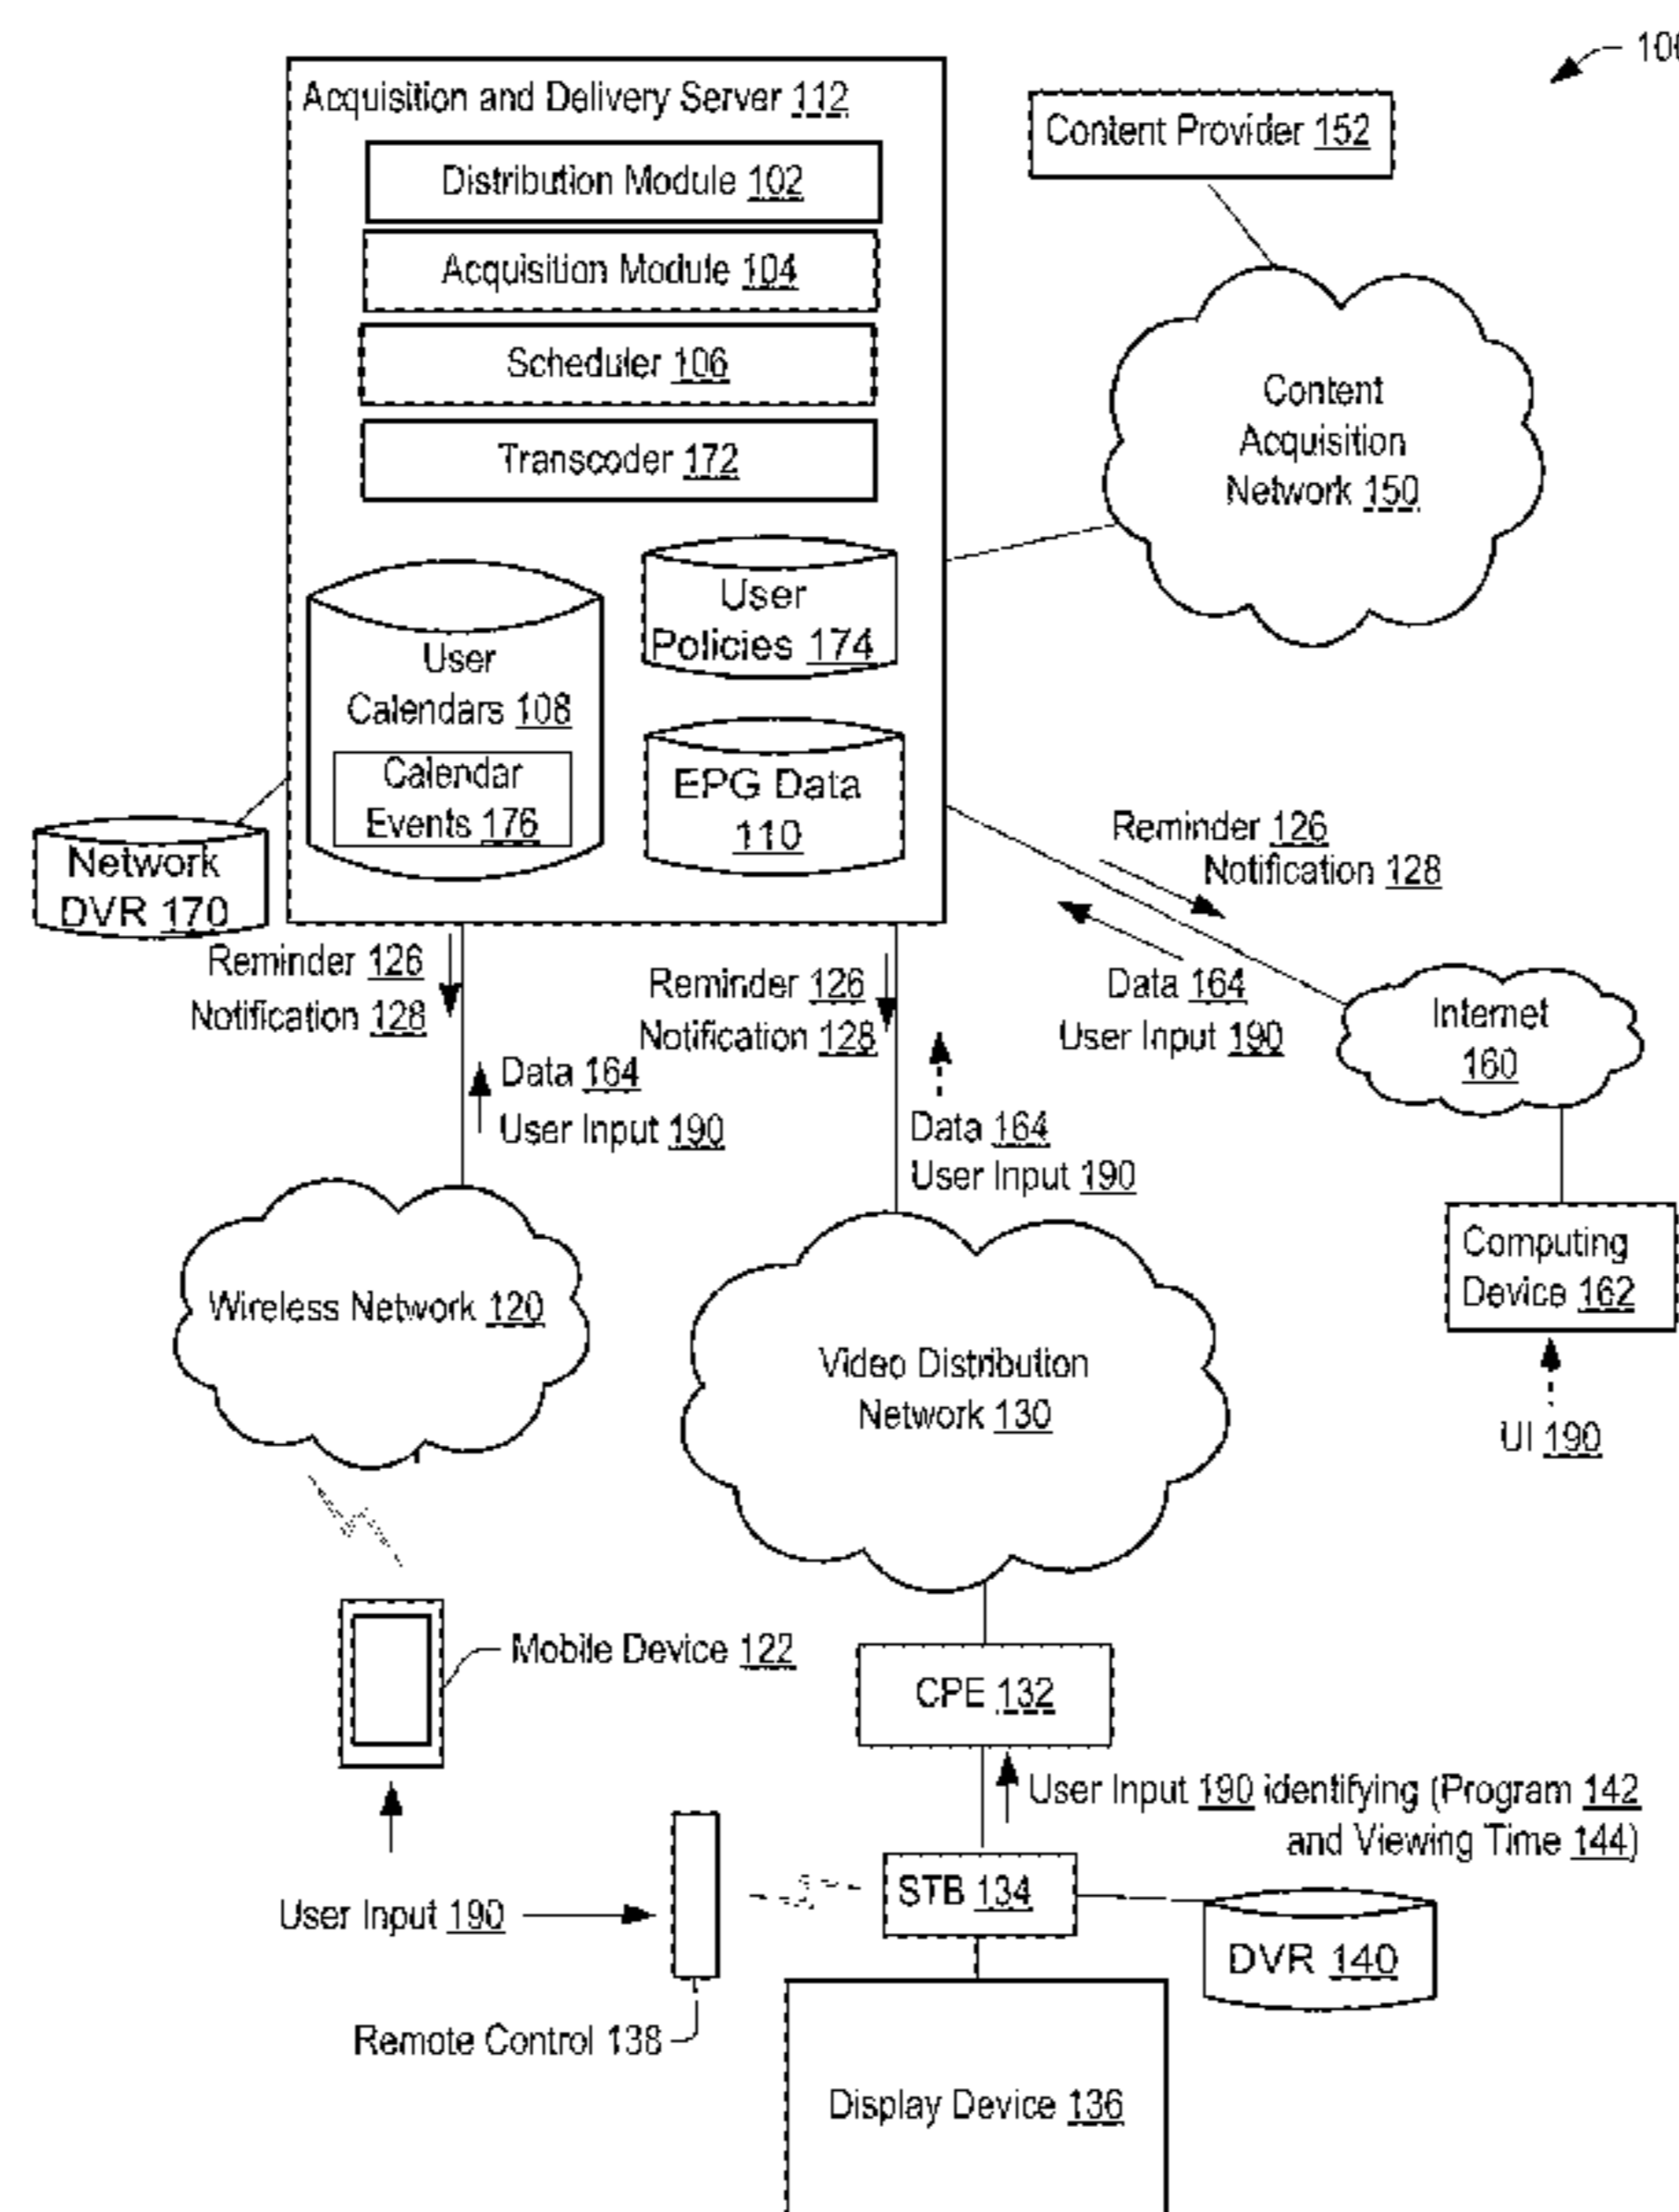 100
Acquisition and Delivery Server 112
Content Provider 152
Distribution Module 102
Acquisition Module 104
Scheduler 106
Transcoder 172
Content
Acquisition
Network 150
User
Policies 174
User
Calendars 108
Calendar
Events 176
EPG Data
110
Network
DVR 170
Reminder 126
Notification 128
Reminder 126
Notification 128
Reminder 126
Notification 128
Data 164
User Input 190
Internet
160
Data 164
User Input 190
Data 164
User Input 190
Computing
Device 162
Wireless Network 120
Video Distribution
Network 130
UI 190
Mobile Device 122
CPE 132
User Input 190 identifying (Program 142
and Viewing Time 144)
STB 134
User Input 190
DVR 140
Remote Control 138
Display Device 136